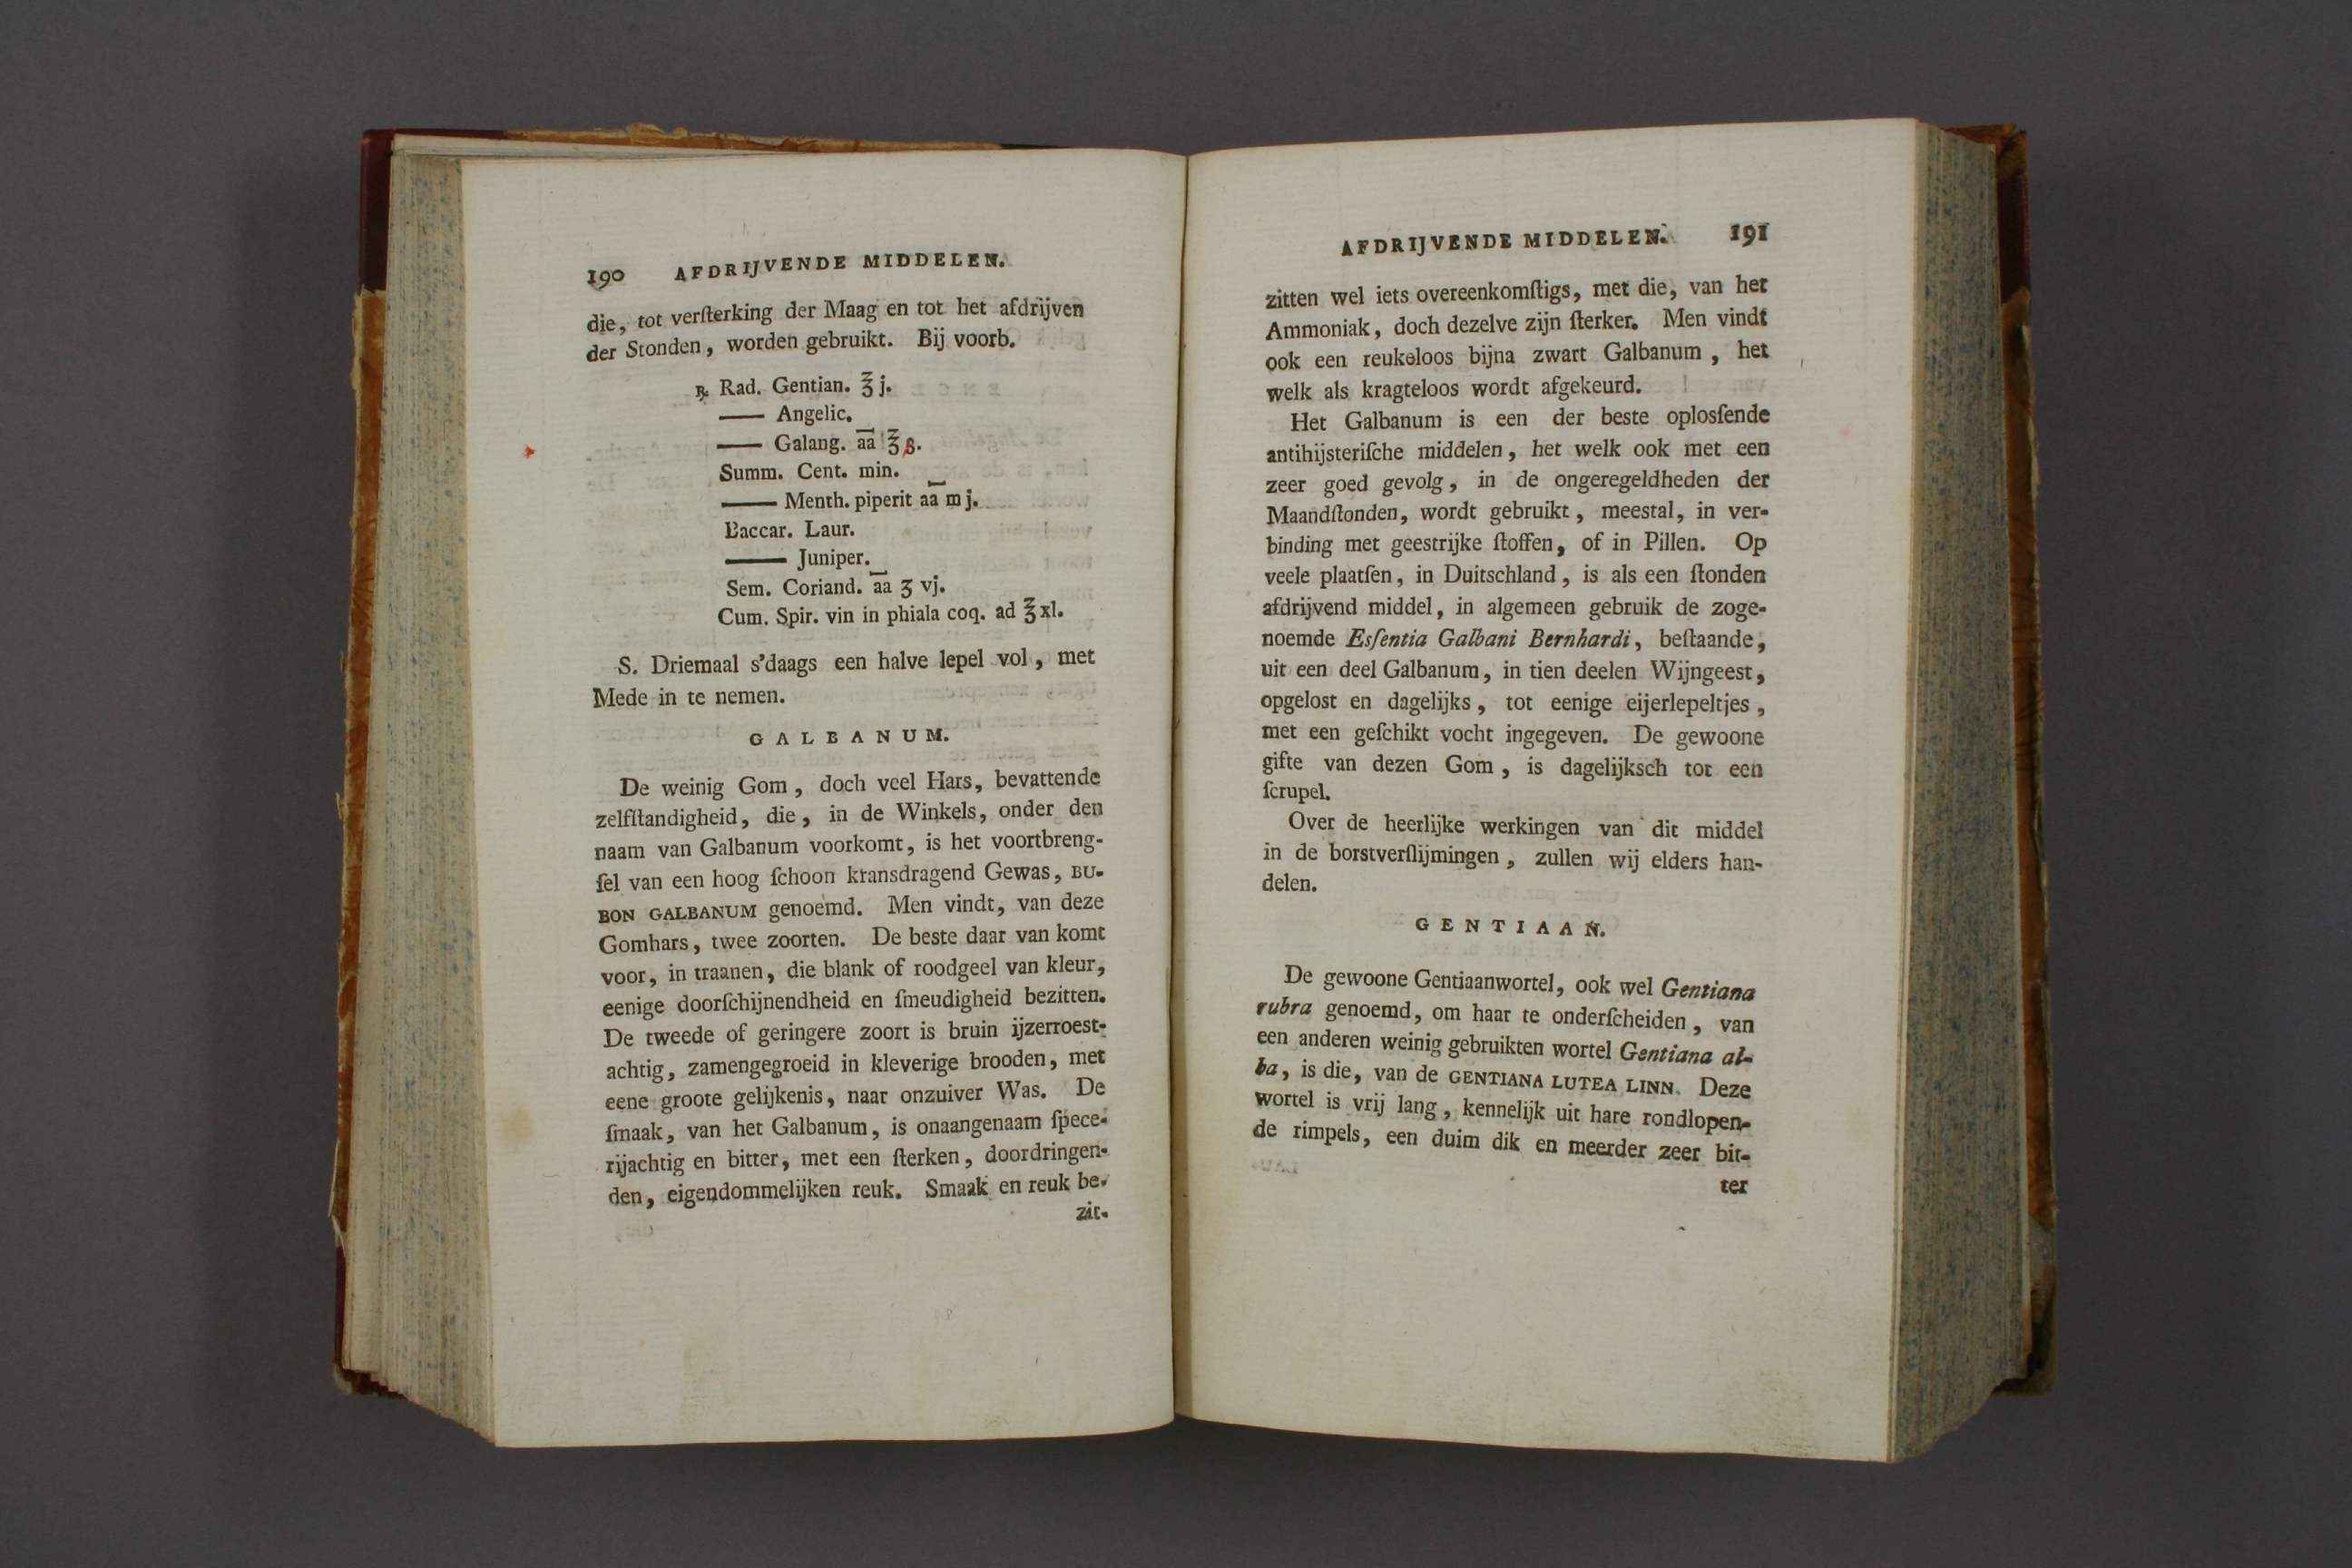 190 AFDRIJVENDE MIDDELEN.
die, tot verſterking der Maag en tot het afdrijven
der Stonden, worden gebruikt. Bij voorb.
℞ Rad. Gentian. ℥ j.
—— Angelic.
—— Galang. a̅a̅ ℥ ß.
Summ. Cent. min.
—— Menth. piperit a̅a̅ m j.
Baccar. Laur.
—— Juniper.
Sem. Coriand. a̅a̅ ʒ vj.
Cum. Spir. vin in phiala coq. ad ℥ xl.
S. Driemaal s'daags een halve lepel vol, met
Mede in te nemen.
GALBANUM.
De weinig Gom, doch veel Hars, bevattende
zelfſtandigheid, die, in de Winkels, onder den
naam van Galbanum voorkomt, is het voortbreng-
ſel van een hoog ſchoon kransdragend Gewas, BU-
BON GALBANUM genoemd. Men vindt, van deze
Gomhars, twee zoorten. De beste daar van komt
voor, in traanen, die blank of roodgeel van kleur,
eenige doorſchijnendheid en ſmeudigheid bezitten.
De tweede of geringere zoort is bruin ijzerroest-
achtig, zamengegroeid in kleverige brooden, met
eene groote gelijkenis, naar onzuiver Was. De
ſmaak, van het Galbanum, is onaangenaam ſpece-
rijachtig en bitter, met een ſterken, doordringen-
den, eigendommelijken reuk. Smaak en reuk be-
zit-
AFDRIJVENDE MIDDELEN. 191
zitten wel iets overeenkomſtigs, met die, van het
Ammoniak, doch dezelve zijn ſterker. Men vindt
ook een reukeloos bijna zwart Galbanum, het
welk als kragteloos wordt afgekeurd.
Het Galbanum is een der beste oplosſende
antihijsteriſche middelen, het welk ook met een
zeer goed gevolg, in de ongeregeldheden der
Maandſtonden, wordt gebruikt, meestal, in ver-
binding met geestrijke ſtoffen, of in Pillen. Op
veele plaatſen, in Duitschland, is als een ſtonden
afdrijvend middel, in algemeen gebruik de zoge-
noemde Esſentia Galbani Bernhardi, beſtaande,
uit een deel Galbanum, in tien deelen Wijngeest,
opgelost en dagelijks, tot eenige eijerlepeltjes,
met een geſchikt vocht ingegeven. De gewoone
gifte van dezen Gom, is dagelijksch tot een
ſcrupel.
Over de heerlijke werkingen van dit middel
in de borstverſlijmingen, zullen wij elders han-
delen.
GENTIAAN.
De gewoone Gentiaanwortel, ook wel Gentiana
rubra genoemd, om haar te onderſcheiden, van
een anderen weinig gebruikten wortel Gentiana al-
ba, is die, van de GENTIANA LUTEA LINN. Deze
wortel is vrij lang, kennelijk uit hare rondlopen-
de rimpels, een duim dik en meerder zeer bit-
ter